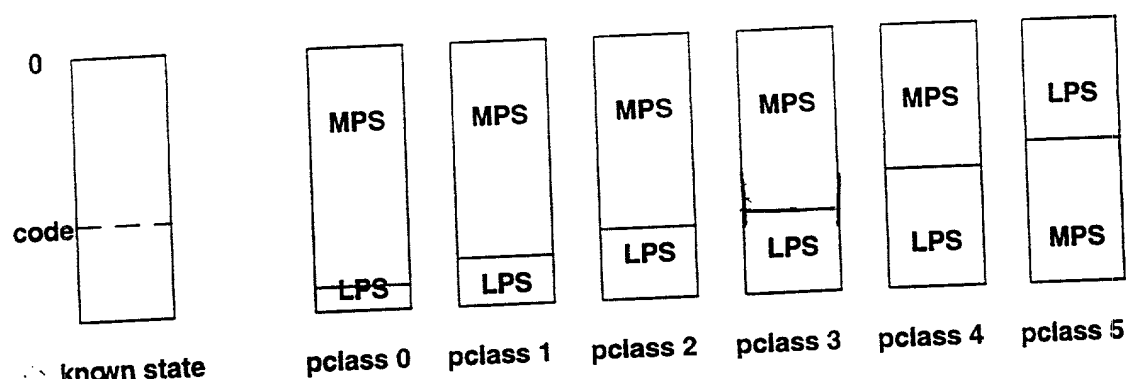 0
code
known state
MPS
LPS
pclass 0
MPS
LPS
pclass 1
MPS
LPS
pclass 2
MPS
LPS
pclass 3
MPS
LPS
pclass 4
LPS
MPS
pclass 5